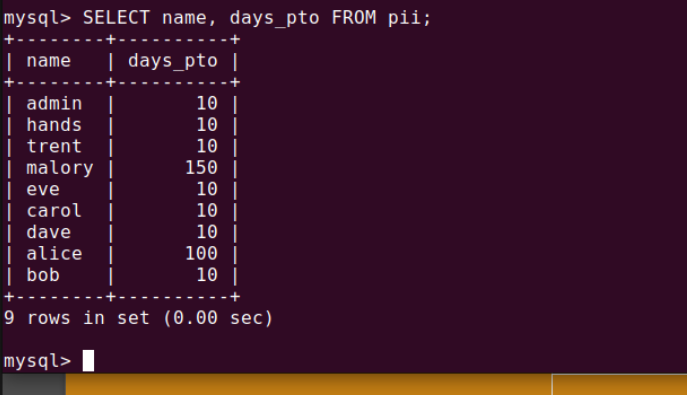 mysql> SELECT name, days_pto FROM pii;
+--------+----------+
| name   | days_pto |
+--------+----------+
| admin  |       10 |
| hands  |       10 |
| trent  |       10 |
| malory |      150 |
| eve    |       10 |
| carol  |       10 |
| dave   |       10 |
| alice  |      100 |
| bob    |       10 |
+--------+----------+
9 rows in set (0.00 sec)
mysql>